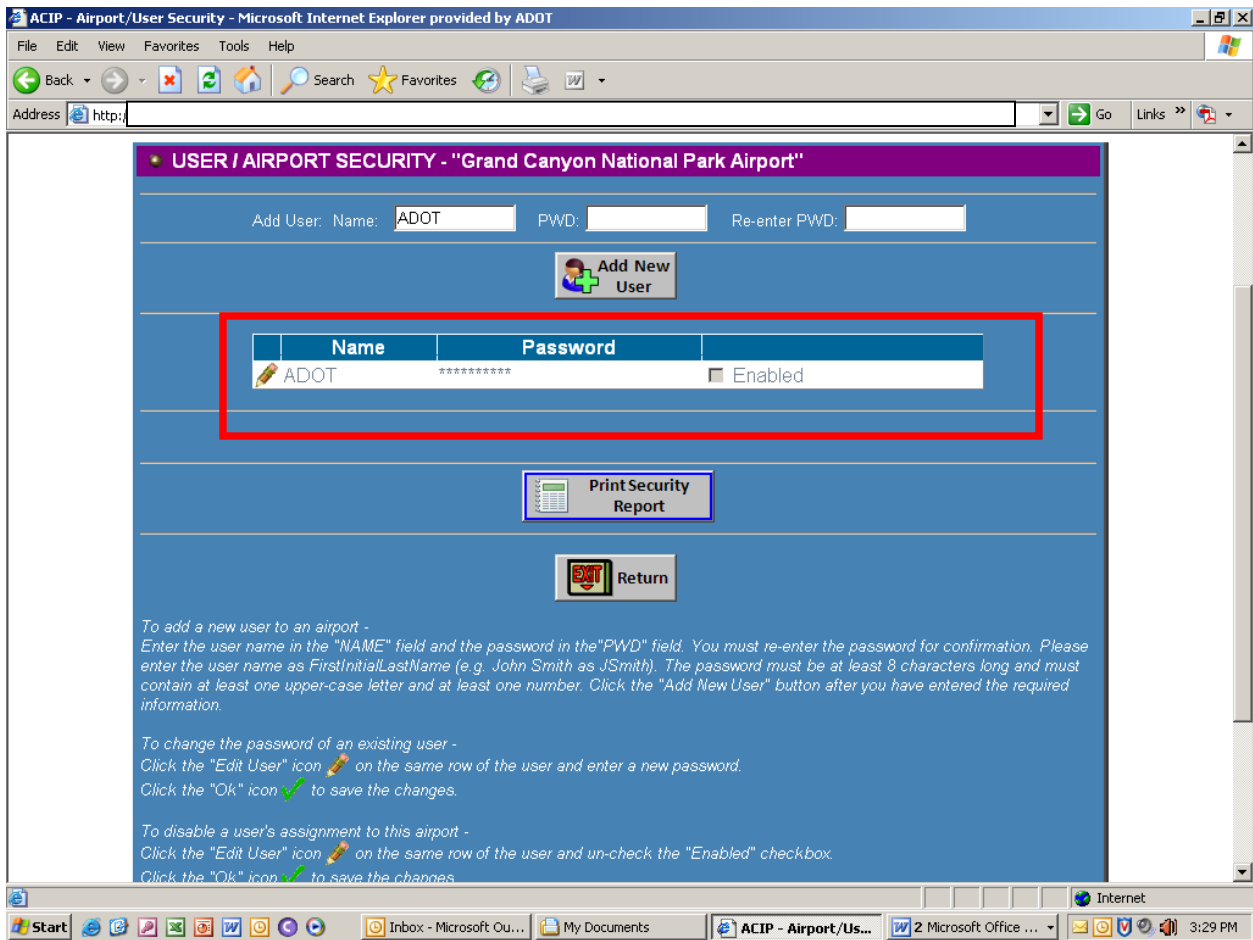 ACIP - Airport/User Security - Microsoft Internet Explorer provided by ADOT
File Edit View Favorites Tools Help
Back Search Favorites
Address http:/ Go Links »
USER / AIRPORT SECURITY - "Grand Canyon National Park Airport"
Add User: Name: ADOT PWD: Re-enter PWD:
Add New
User
Name Password
ADOT ********** Enabled
Print Security
Report
EXIT Return
To add a new user to an airport -
Enter the user name in the "NAME" field and the password in the"PWD" field. You must re-enter the password for confirmation. Please
enter the user name as FirstInitialLastName (e.g. John Smith as JSmith). The password must be at least 8 characters long and must
contain at least one upper-case letter and at least one number. Click the "Add New User" button after you have entered the required
information.
To change the password of an existing user -
Click the "Edit User" icon on the same row of the user and enter a new password.
Click the "Ok" icon to save the changes.
To disable a user's assignment to this airport -
Click the "Edit User" icon on the same row of the user and un-check the "Enabled" checkbox.
Click the "Ok" icon to save the changes
Internet
Start Inbox - Microsoft Ou... My Documents ACIP - Airport/Us... 2 Microsoft Office ... 3:29 PM